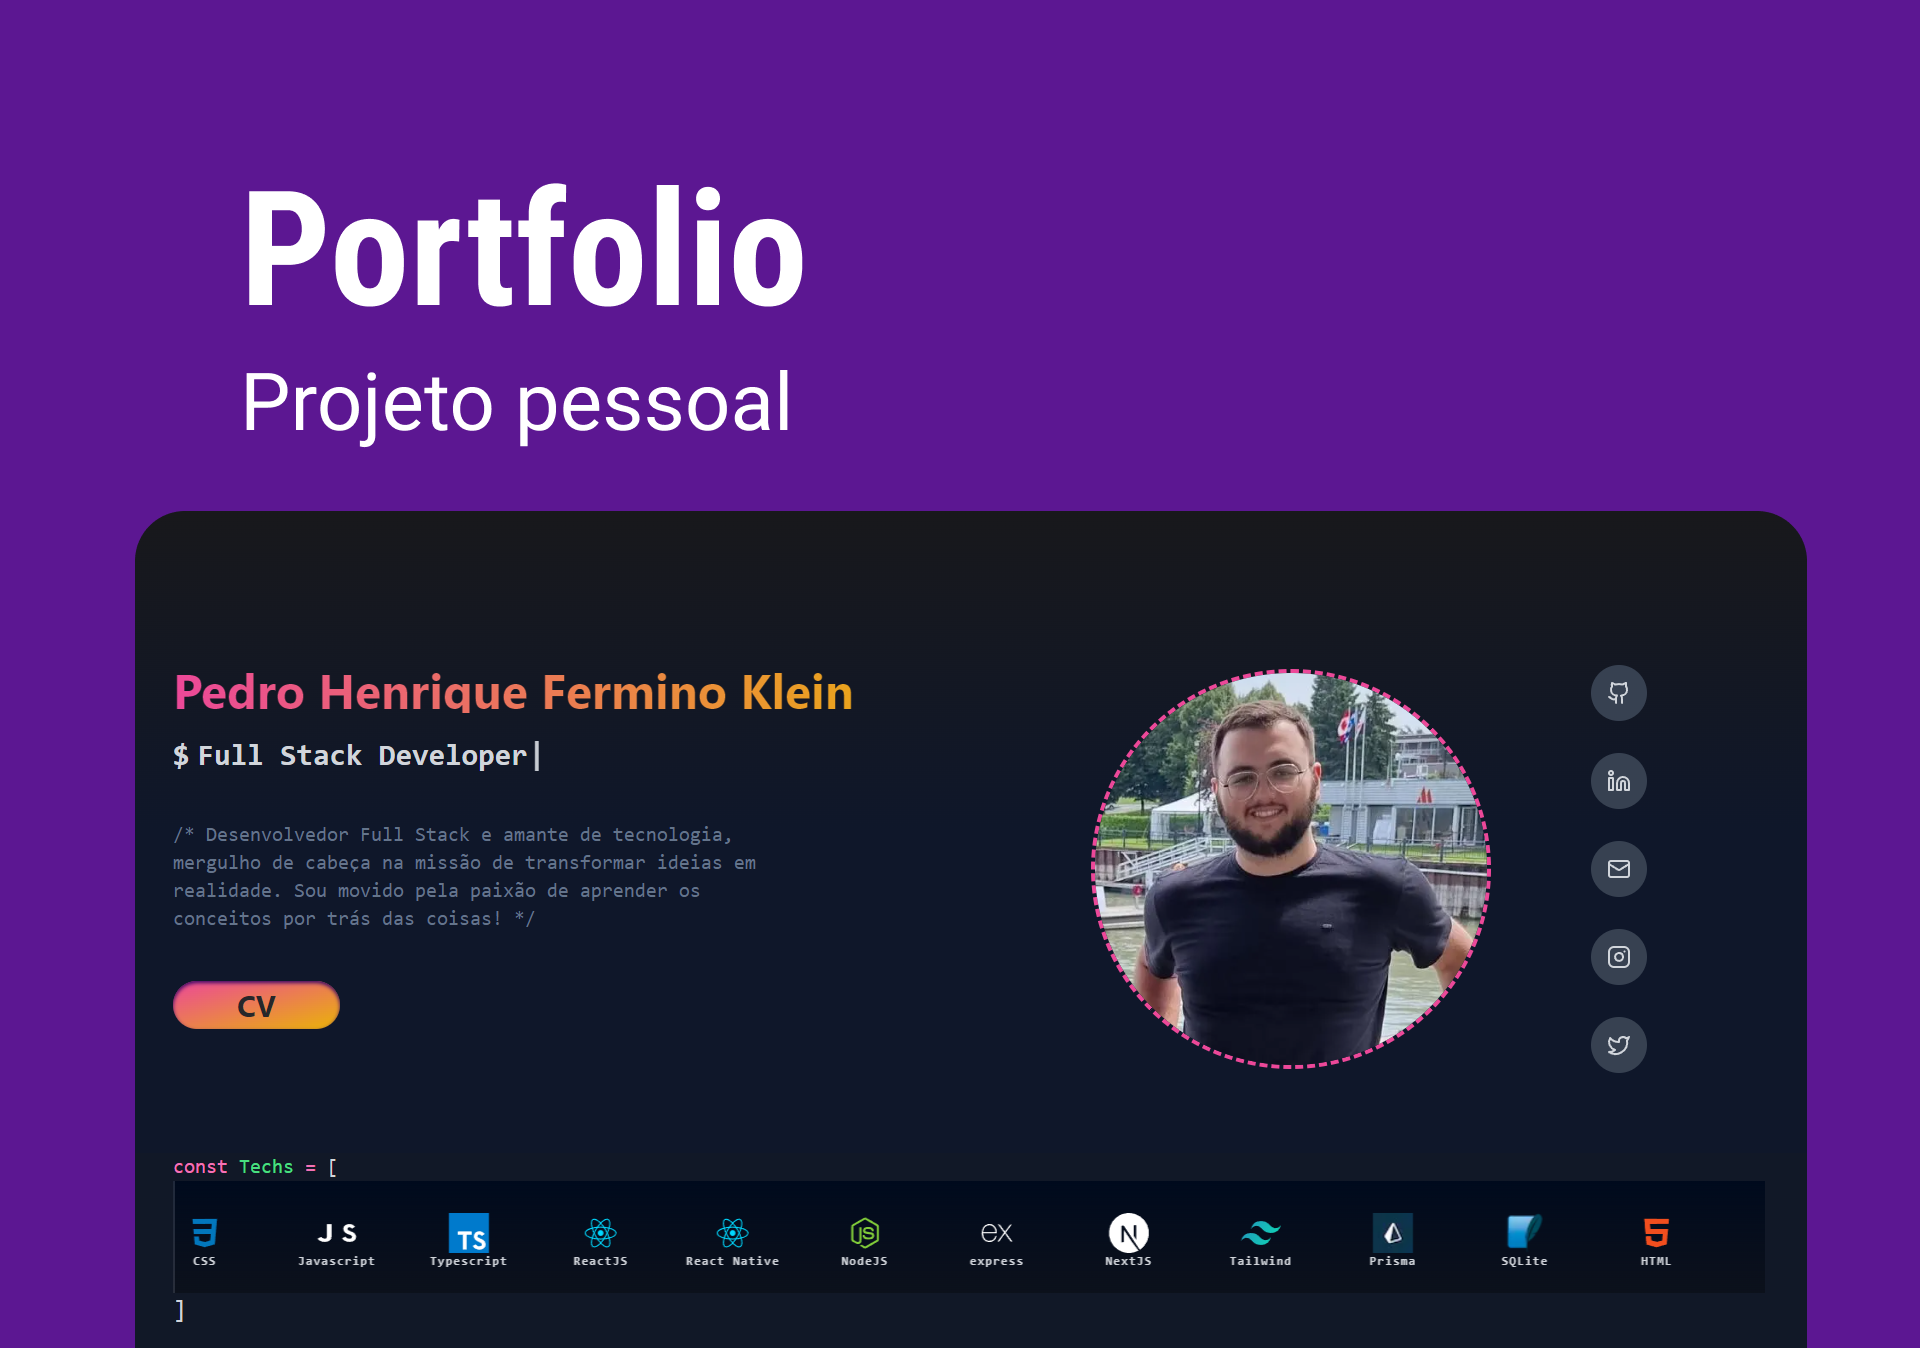 Portfolio
Projeto pessoal
Pedro Henrique Fermino Klein
$ Full Stack Developer|
/* Desenvolvedor Full Stack e amante de tecnologia,
mergulho de cabeça na missão de transformar ideias em
realidade. Sou movido pela paixão de aprender os
conceitos por trás das coisas! */
CV
const Techs = [
JS TS JS ex N
CSS Javascript Typescript ReactJS React Native NodeJS express NextJS Tailwind Prisma SQLite HTML
]